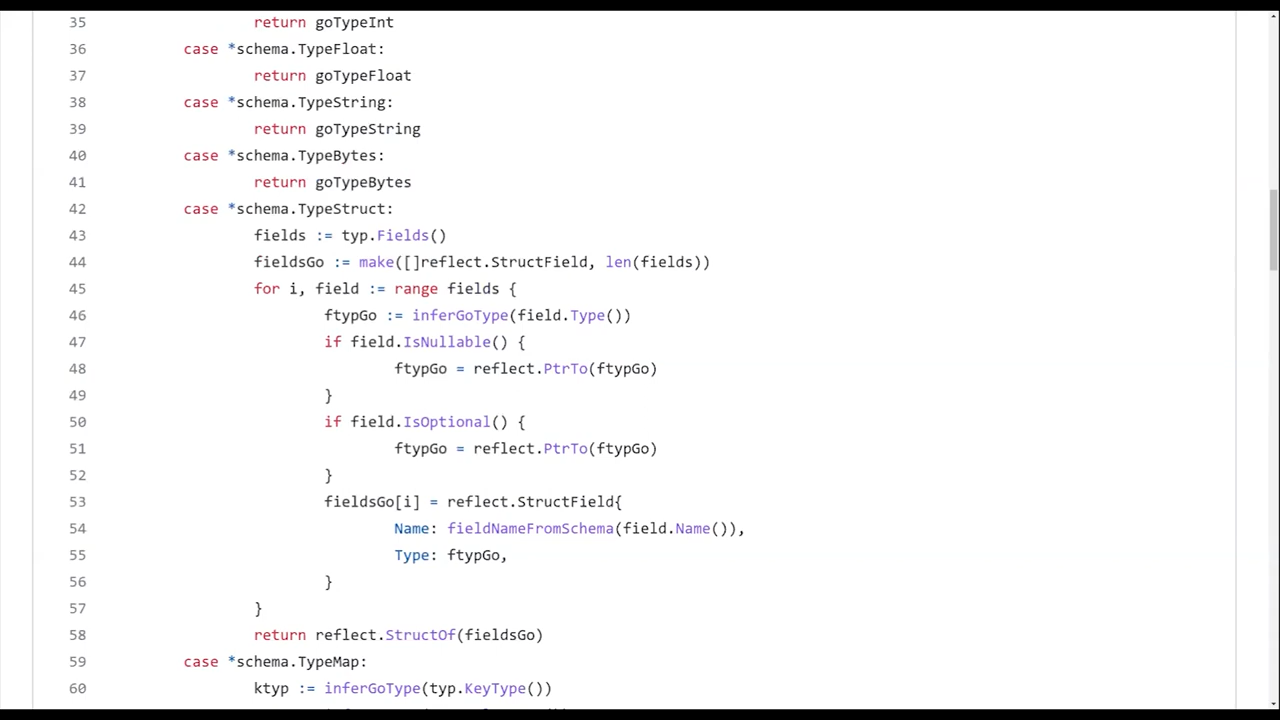 35 return goTypeInt
36 case *schema.TypeFloat:
37 return goTypeFloat
38 case *schema.TypeString:
39 return goTypeString
40 case *schema.TypeBytes:
41 return goTypeBytes
42 case *schema.TypeStruct:
43 fields := typ.Fields()
44 fieldsGo := make([]reflect.StructField, len(fields))
45 for i, field := range fields {
46 ftypGo := inferGoType(field.Type())
47 if field.IsNullable() {
48 ftypGo = reflect.PtrTo(ftypGo)
49 }
50 if field.IsOptional() {
51 ftypGo = reflect.PtrTo(ftypGo)
52 }
53 fieldsGo[i] = reflect.StructField{
54 Name: fieldNameFromSchema(field.Name()),
55 Type: ftypGo,
56 }
57 }
58 return reflect.StructOf(fieldsGo)
59 case *schema.TypeMap:
60 ktyp := inferGoType(typ.KeyType())